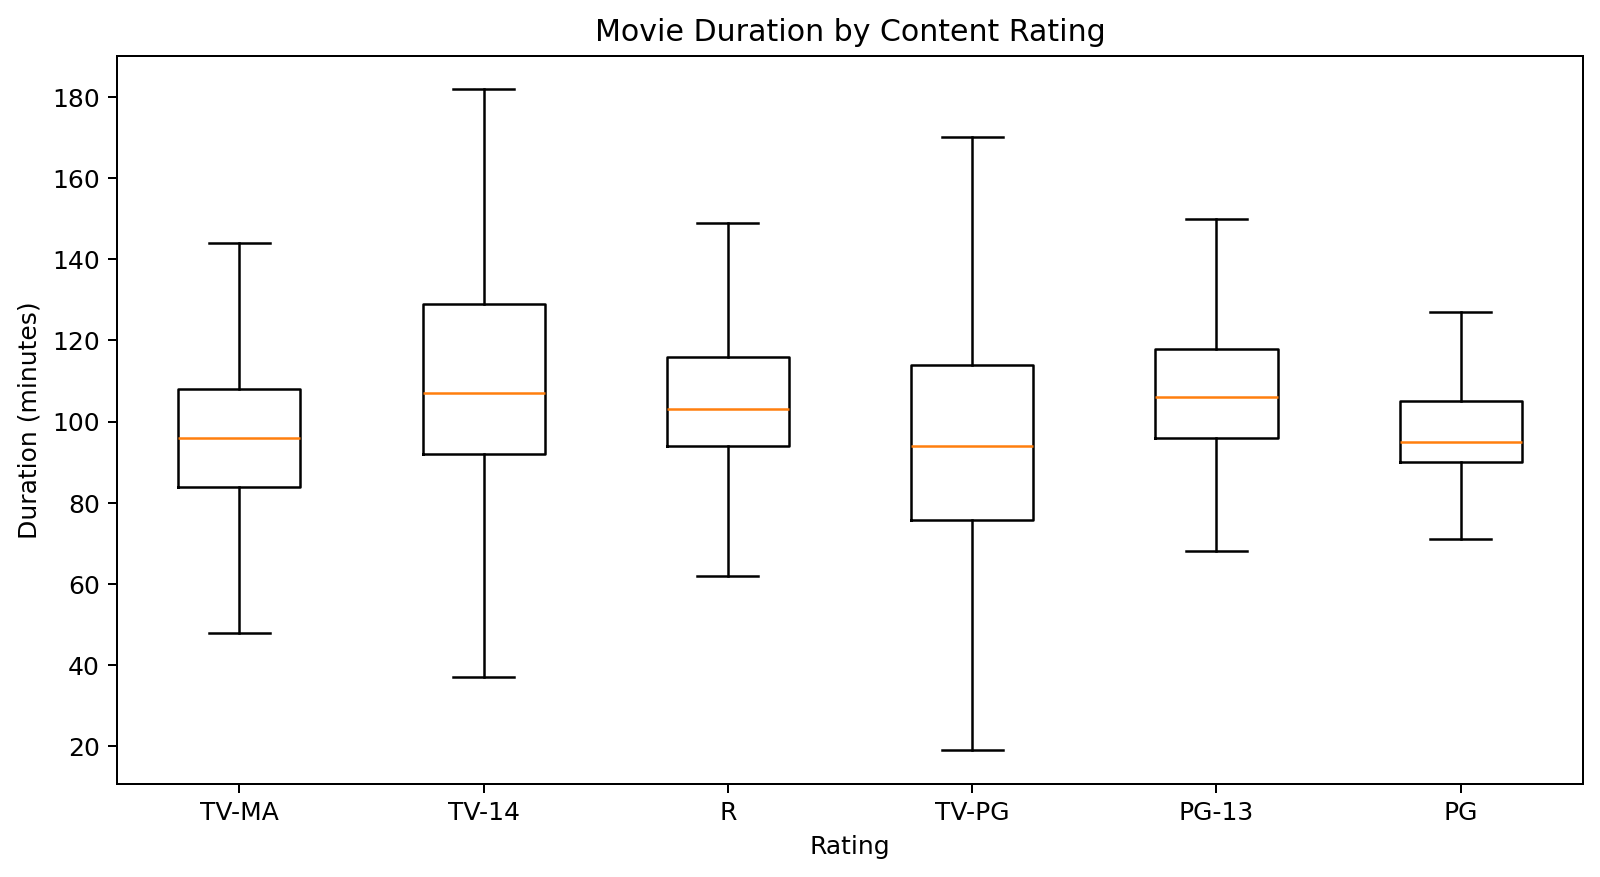 Movie Duration by Content Rating
Duration (minutes)
180
160
140
120
100
80
60
40
20
TV-MA
TV-14
R
TV-PG
PG-13
PG
Rating